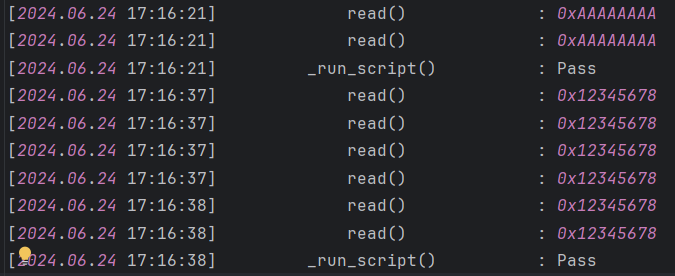 [2024.06.24 17:16:21] read() : 0xAAAAAAAA
[2024.06.24 17:16:21] read() : 0xAAAAAAAA
[2024.06.24 17:16:21] _run_script() : Pass
[2024.06.24 17:16:37] read() : 0x12345678
[2024.06.24 17:16:37] read() : 0x12345678
[2024.06.24 17:16:37] read() : 0x12345678
[2024.06.24 17:16:37] read() : 0x12345678
[2024.06.24 17:16:38] read() : 0x12345678
[2024.06.24 17:16:38] read() : 0x12345678
[2024.06.24 17:16:38] _run_script() : Pass